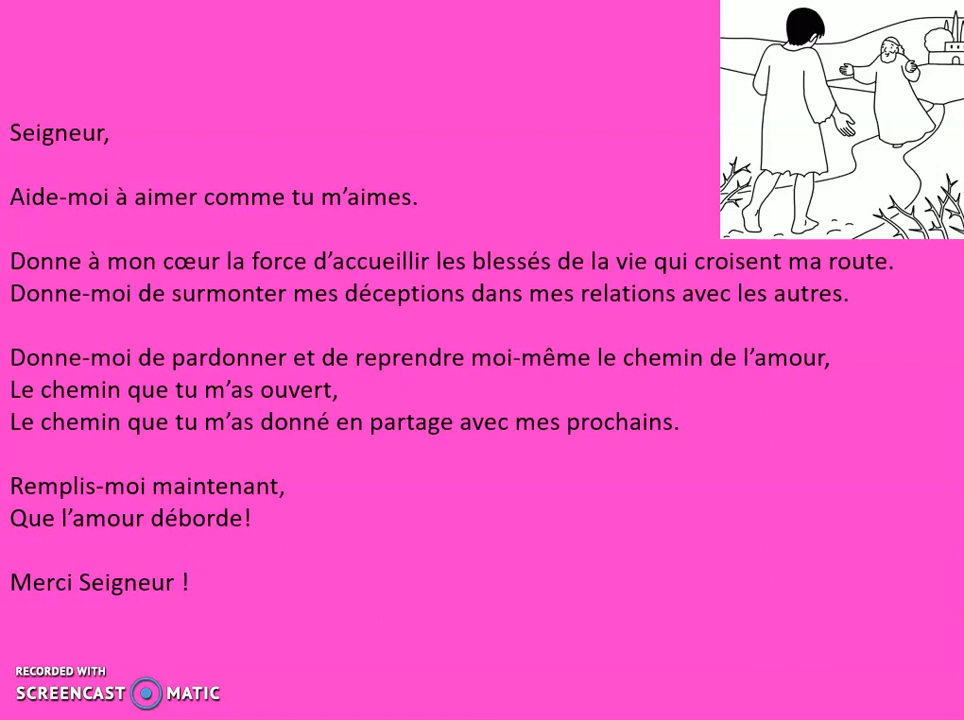 Seigneur,
Aide-moi à aimer comme tu m’aimes.
Donne à mon cœur la force d’accueillir les blessés de la vie qui croisent ma route.
Donne-moi de surmonter mes déceptions dans mes relations avec les autres.
Donne-moi de pardonner et de reprendre moi-même le chemin de l’amour,
Le chemin que tu m’as ouvert,
Le chemin que tu m’as donné en partage avec mes prochains.
Remplis-moi maintenant,
Que l’amour déborde!
Merci Seigneur !
RECORDED WITH
SCREENCAST MATIC